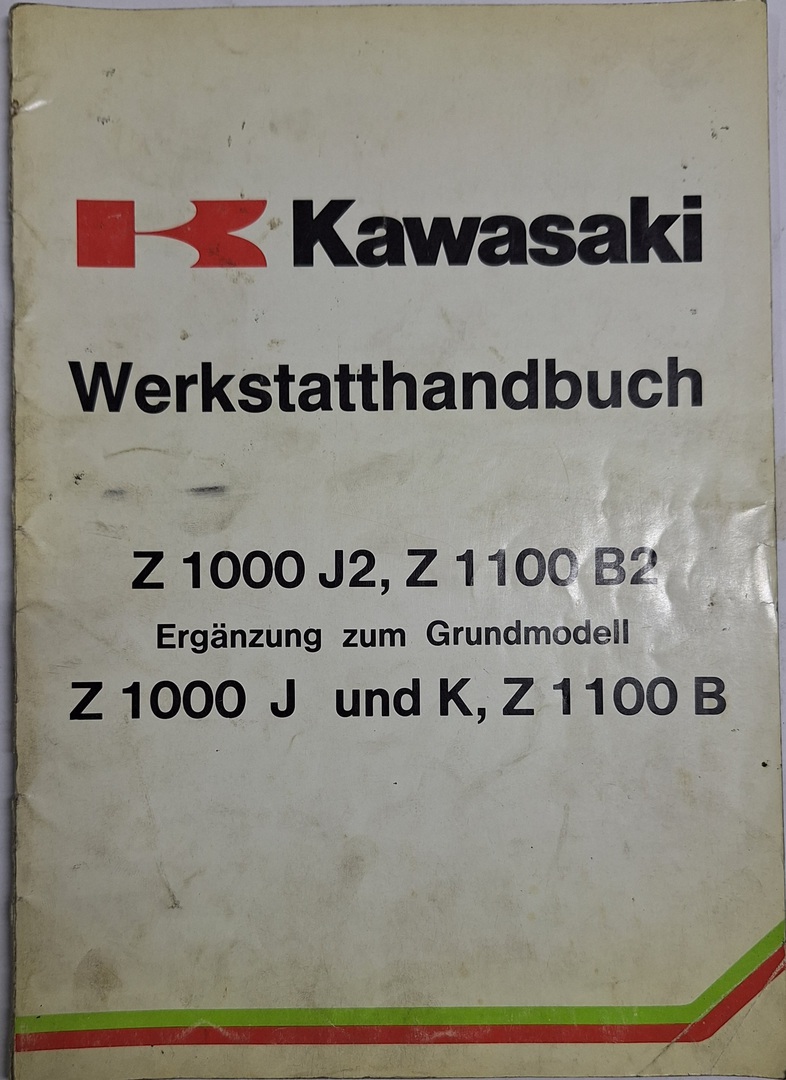 Kawasaki
Werkstatthandbuch
Z 1000 J2, Z 1100 B2
Ergänzung zum Grundmodell
Z 1000 J und K, Z 1100 B